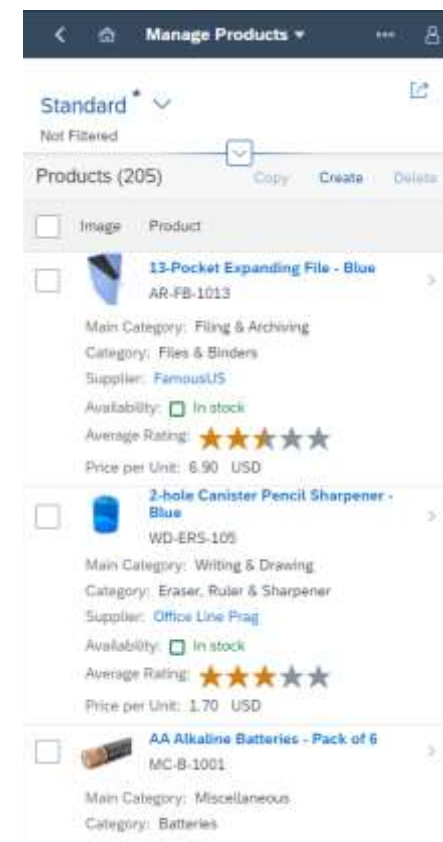 Manage Products
Standard *
Not Filtered
Products (205) Copy Create Delete
Image Product
13-Pocket Expanding File - Blue
AR-FB-1013
Main Category: Filing & Archiving
Category: Files & Binders
Supplier: FamousUS
Availability: In stock
Average Rating:
Price per Unit: 6.90 USD
2-hole Canister Pencil Sharpener -
Blue
WD-ERS-105
Main Category: Writing & Drawing
Category: Eraser, Ruler & Sharpener
Supplier: Office Line Prag
Availability: In stock
Average Rating:
Price per Unit: 1.70 USD
AA Alkaline Batteries - Pack of 6
MC-B-1001
Main Category: Miscellaneous
Category: Batteries